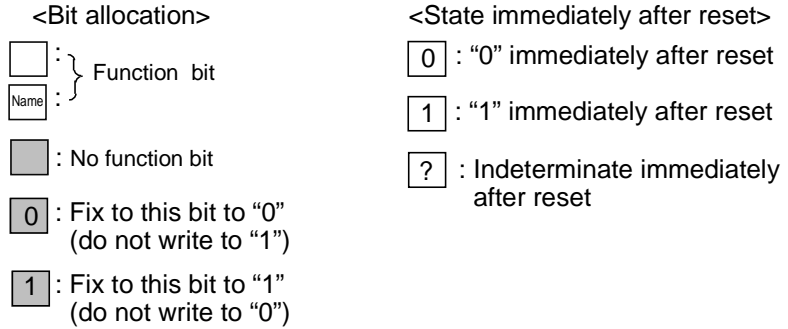 <Bit allocation>
:
Name : } Function bit
: No function bit
0 : Fix to this bit to “0”
(do not write to “1”)
1 : Fix to this bit to “1”
(do not write to “0”)
<State immediately after reset>
0 : “0” immediately after reset
1 : “1” immediately after reset
? : Indeterminate immediately
after reset